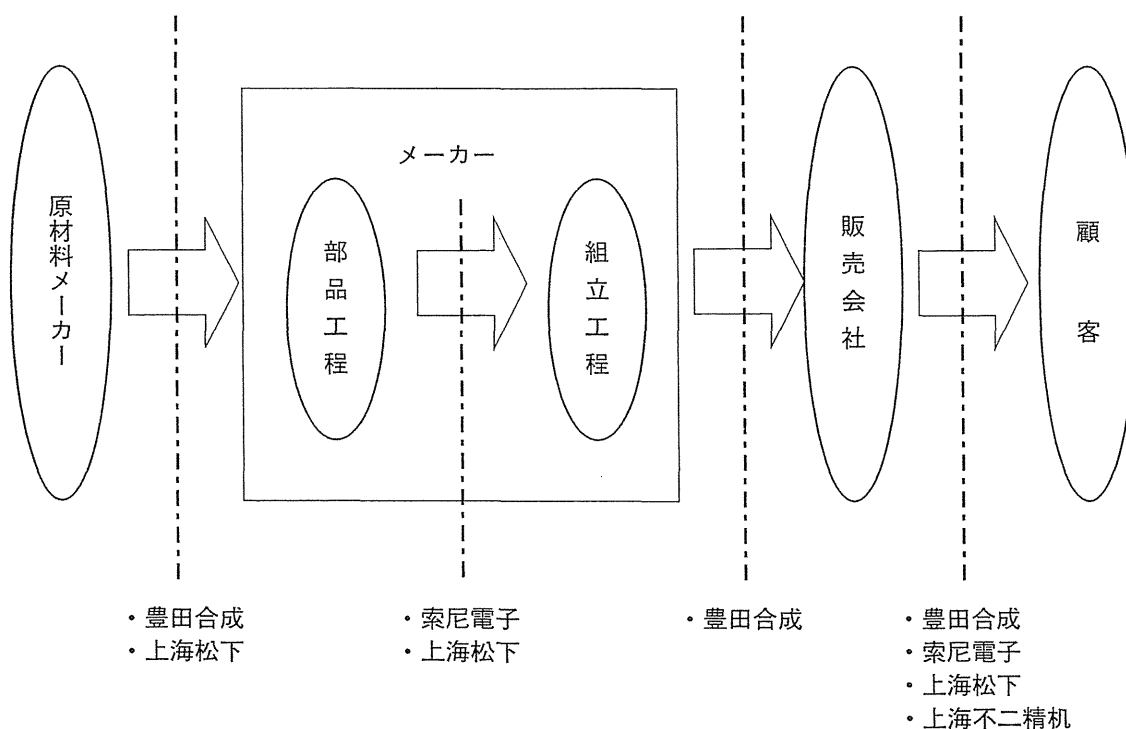 メーカー
原材料メーカー
部品工程
組立工程
販売会社
顧客
・豊田合成
・上海松下
・索尼電子
・上海松下
・豊田合成
・豊田合成
・索尼電子
・上海松下
・上海不二精机